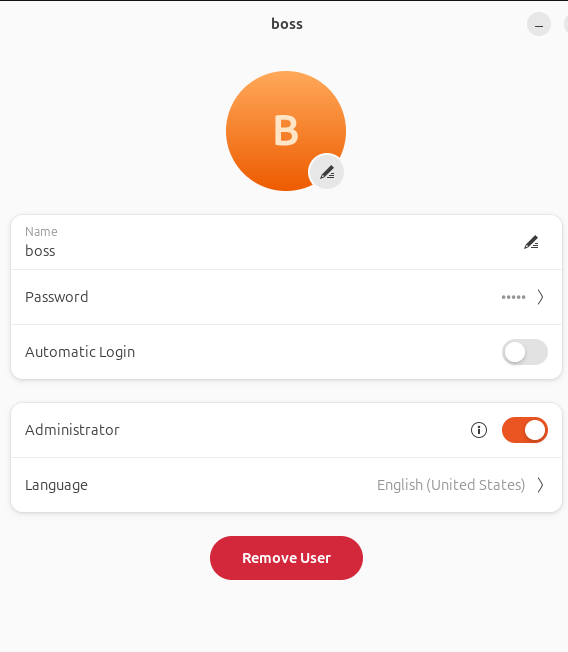 boss
B
Name
boss
Password •••••
Automatic Login
Administrator
Language English (United States)
Remove User